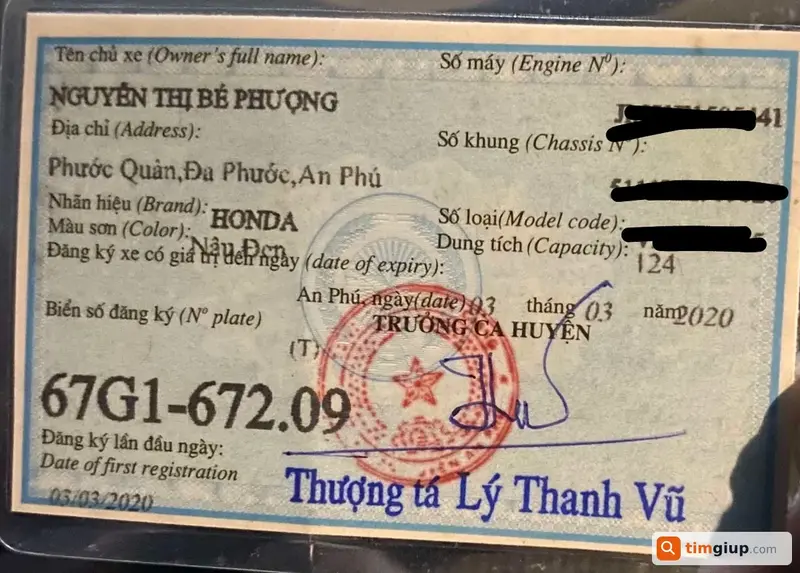 Tên chủ xe (Owner's full name):
NGUYỄN THỊ BÉ PHƯỢNG
Số máy (Engine Nº):
41
Địa chỉ (Address):
Số khung (Chassis Nº):
Phước Quản,Đa Phước,An Phú
Nhãn hiệu (Brand): HONDA
Số loại(Model code):
Màu sơn (Color): Nâu Đen
Dung tích (Capacity): 124
Đăng ký xe có giá trị đến ngày (date of expiry):
An Phú, ngày(date) 03 tháng 03 năm 2020
Biển số đăng ký (Nº plate)
TRƯỞNG CA HUYỆN
(T)
67G1-672.09
Đăng ký lần đầu ngày:
Date of first registration
03/03/2020
Thượng tá Lý Thanh Vũ
timgiup.com